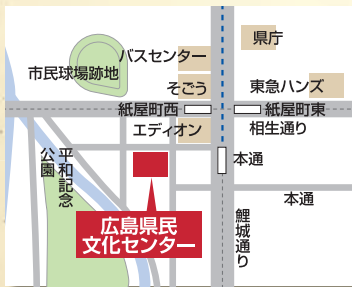 県庁
バスセンター
市民球場跡地
そごう
東急ハンズ
紙屋町西
紙屋町東
エディオン
相生通り
平和記念
公園
本通
本通
広島県民
文化センター
鯉城通り